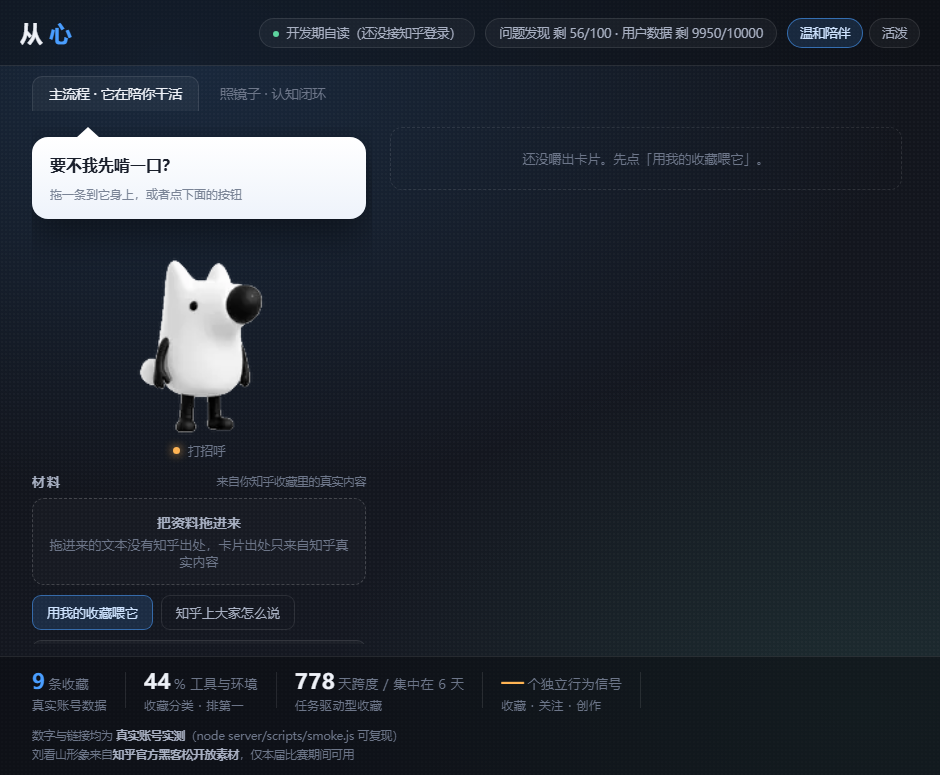 从心
开发期自读（还没接知乎登录）
问题发现 剩 56/100 · 用户数据 剩 9950/10000
温和陪伴
活泼
主流程 · 它在陪你干活
照镜子 · 认知闭环
要不我先啃一口？
拖一条到它身上，或者点下面的按钮
还没嚼出卡片。先点「用我的收藏喂它」。
打招呼
材料
来自你知乎收藏里的真实内容
把资料拖进来
拖进来的文本没有知乎出处，卡片出处只来自知乎真
实内容
用我的收藏喂它
知乎上大家怎么说
9 条收藏
真实账号数据
44 % 工具与环境
收藏分类 · 排第一
778 天跨度 / 集中在 6 天
任务驱动型收藏
— 个独立行为信号
收藏 · 关注 · 创作
数字与链接均为 真实账号实测（node server/scripts/smoke.js 可复现）
刘看山形象来自知乎官方黑客松开放素材，仅本届比赛期间可用